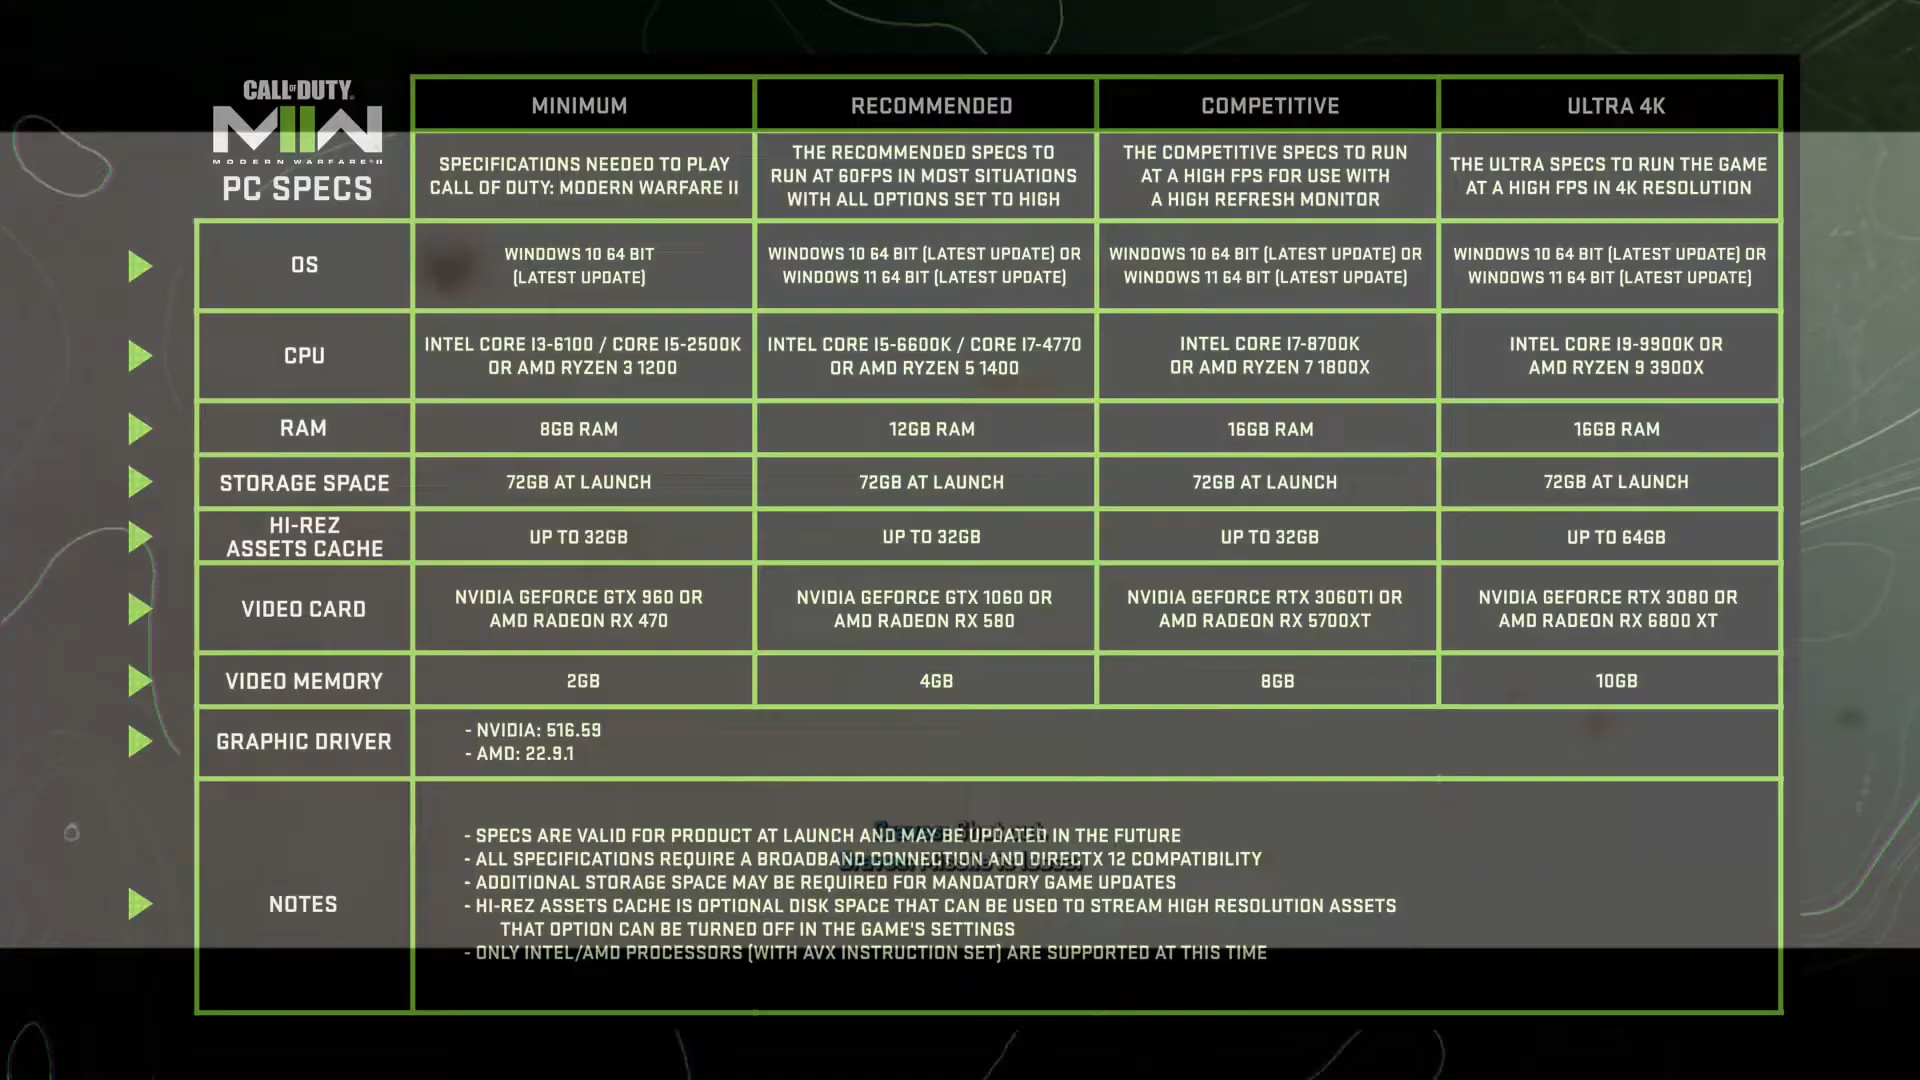 CALL OF DUTY.
MWII
MODERN WARFARE II
PC SPECS
MINIMUM
RECOMMENDED
COMPETITIVE
ULTRA 4K
SPECIFICATIONS NEEDED TO PLAY
CALL OF DUTY: MODERN WARFARE II
THE RECOMMENDED SPECS TO
RUN AT 60FPS IN MOST SITUATIONS
WITH ALL OPTIONS SET TO HIGH
THE COMPETITIVE SPECS TO RUN
AT A HIGH FPS FOR USE WITH
A HIGH REFRESH MONITOR
THE ULTRA SPECS TO RUN THE GAME
AT A HIGH FPS IN 4K RESOLUTION
OS
WINDOWS 10 64 BIT
(LATEST UPDATE)
WINDOWS 10 64 BIT (LATEST UPDATE) OR
WINDOWS 11 64 BIT (LATEST UPDATE)
WINDOWS 10 64 BIT (LATEST UPDATE) OR
WINDOWS 11 64 BIT (LATEST UPDATE)
WINDOWS 10 64 BIT (LATEST UPDATE) OR
WINDOWS 11 64 BIT (LATEST UPDATE)
CPU
INTEL CORE I3-6100 / CORE I5-2500K
OR AMD RYZEN 3 1200
INTEL CORE I5-6600K / CORE I7-4770
OR AMD RYZEN 5 1400
INTEL CORE I7-8700K
OR AMD RYZEN 7 1800X
INTEL CORE I9-9900K OR
AMD RYZEN 9 3900X
RAM
8GB RAM
12GB RAM
16GB RAM
16GB RAM
STORAGE SPACE
72GB AT LAUNCH
72GB AT LAUNCH
72GB AT LAUNCH
72GB AT LAUNCH
HI-REZ
ASSETS CACHE
UP TO 32GB
UP TO 32GB
UP TO 32GB
UP TO 64GB
VIDEO CARD
NVIDIA GEFORCE GTX 960 OR
AMD RADEON RX 470
NVIDIA GEFORCE GTX 1060 OR
AMD RADEON RX 580
NVIDIA GEFORCE RTX 3060TI OR
AMD RADEON RX 5700XT
NVIDIA GEFORCE RTX 3080 OR
AMD RADEON RX 6800 XT
VIDEO MEMORY
2GB
4GB
8GB
10GB
GRAPHIC DRIVER
- NVIDIA: 516.59
- AMD: 22.9.1
NOTES
- SPECS ARE VALID FOR PRODUCT AT LAUNCH AND MAY BE UPDATED IN THE FUTURE
- ALL SPECIFICATIONS REQUIRE A BROADBAND CONNECTION AND DIRECTX 12 COMPATIBILITY
- ADDITIONAL STORAGE SPACE MAY BE REQUIRED FOR MANDATORY GAME UPDATES
- HI-REZ ASSETS CACHE IS OPTIONAL DISK SPACE THAT CAN BE USED TO STREAM HIGH RESOLUTION ASSETS
THAT OPTION CAN BE TURNED OFF IN THE GAME'S SETTINGS
- ONLY INTEL/AMD PROCESSORS (WITH AVX INSTRUCTION SET) ARE SUPPORTED AT THIS TIME